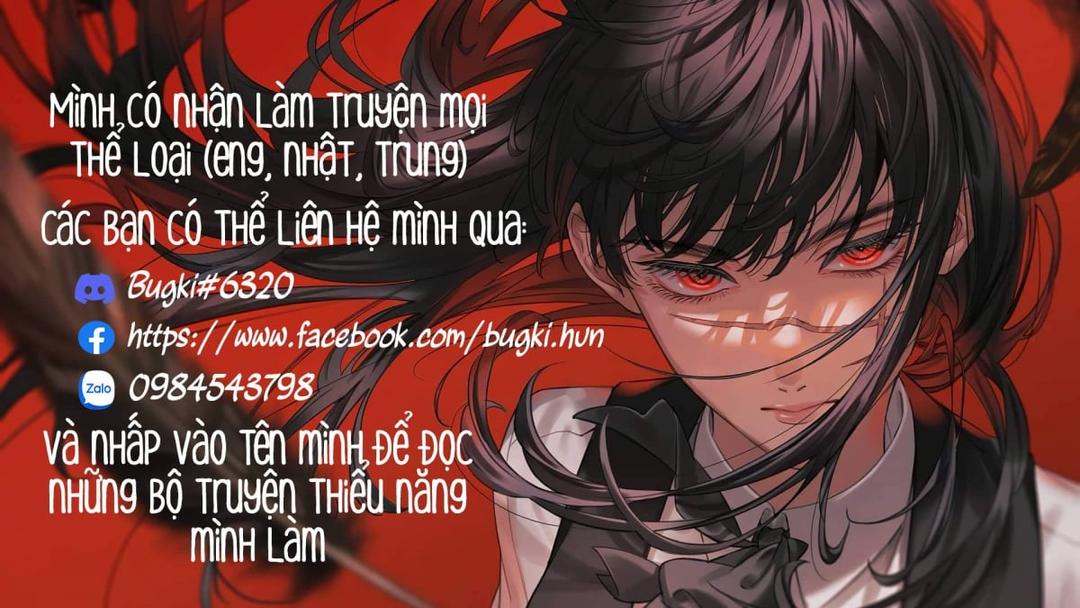 Mình có nhận làm truyện mọi
thể loại (eng, nhật, trung)
Các bạn có thể liên hệ mình qua:
Bugki#6320
https://www.facebook.com/bugki.hun
Zalo 0984543798
Và nhấp vào tên mình để đọc
những bộ truyện thiểu năng
mình làm